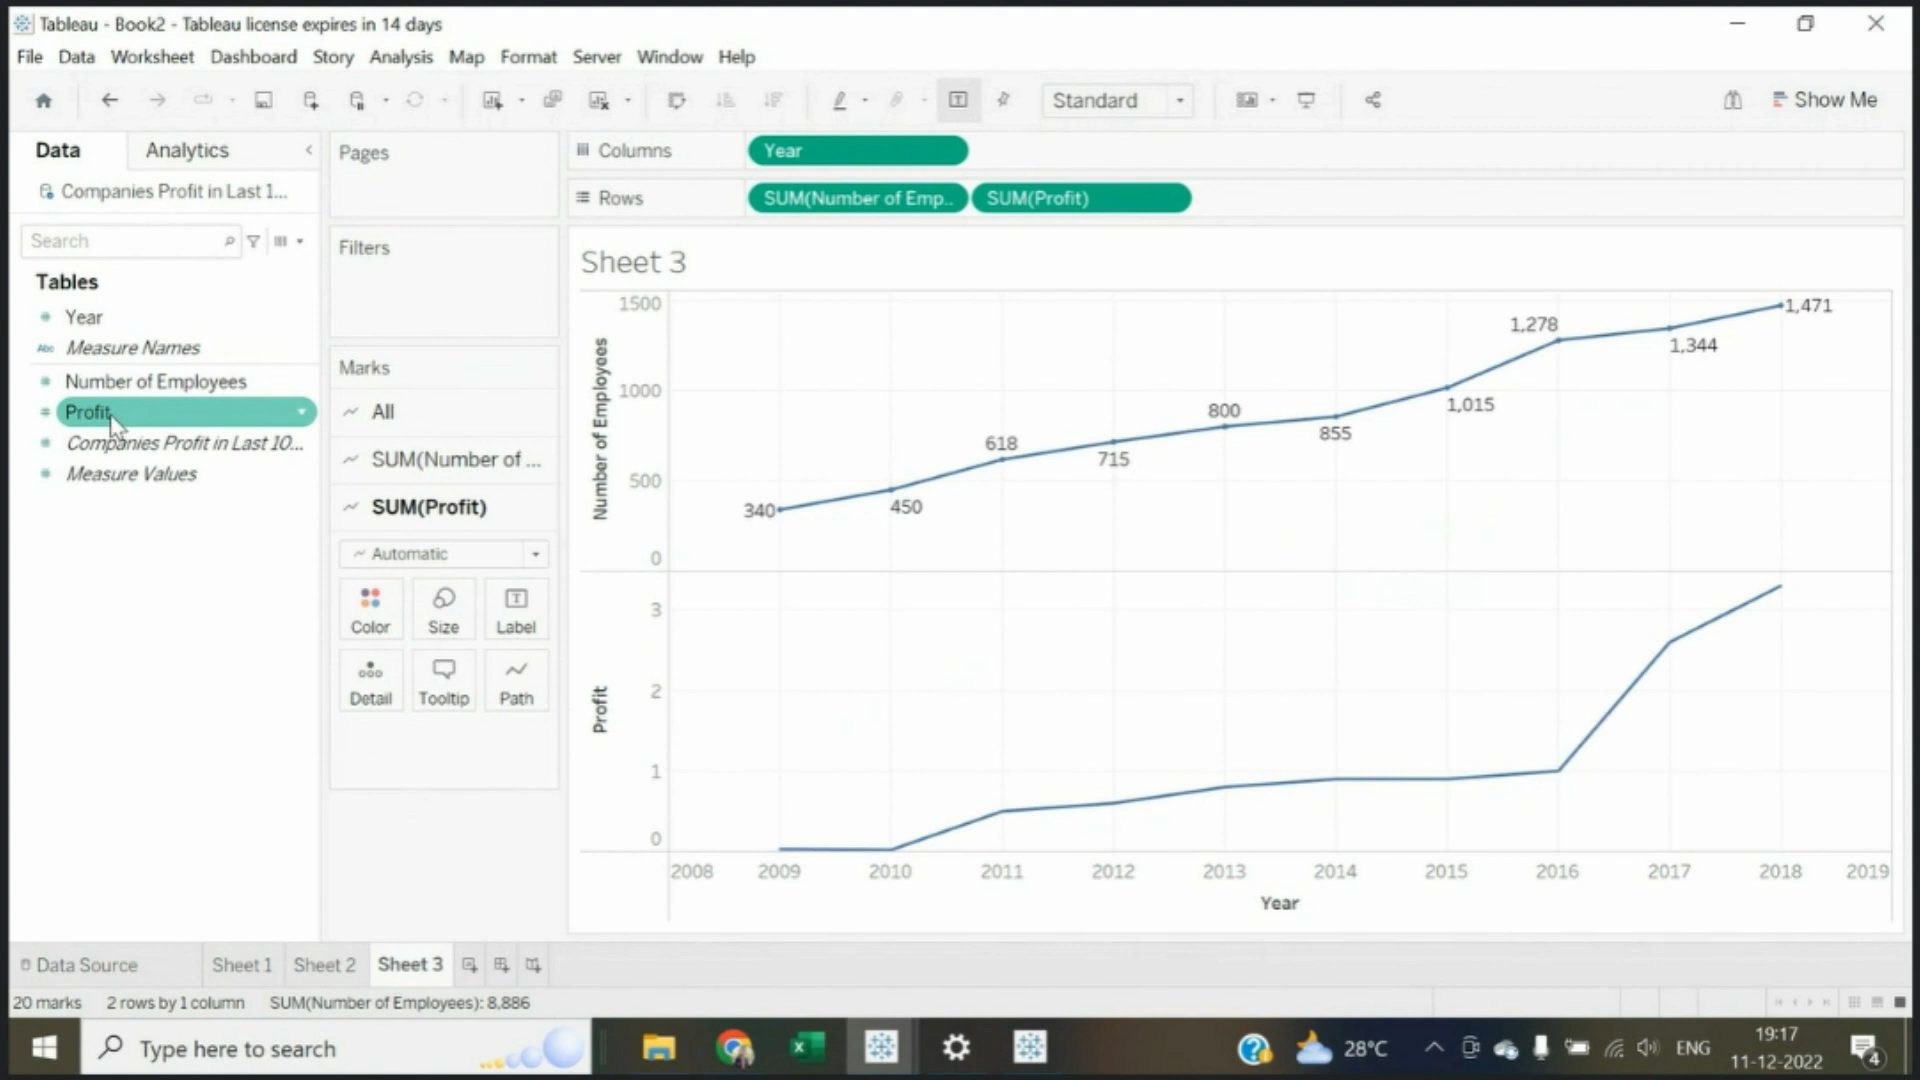 Tableau - Book2 - Tableau license expires in 14 days
File Data Worksheet Dashboard Story Analysis Map Format Server Window Help
Standard
Show Me
Data Analytics
Companies Profit in Last 1...
Search
Tables
Year
Abc Measure Names
Number of Employees
Profit
Companies Profit in Last 10...
Measure Values
Pages
Filters
Marks
All
SUM(Number of ...
SUM(Profit)
Automatic
Color Size Label
Detail Tooltip Path
Columns Year
Rows SUM(Number of Emp.. SUM(Profit)
Sheet 3
Number of Employees
1500
1000
500
0
340
450
618
715
800
855
1,015
1,278
1,344
1,471
Profit
3
2
1
0
2008 2009 2010 2011 2012 2013 2014 2015 2016 2017 2018 2019
Year
Data Source Sheet 1 Sheet 2 Sheet 3
20 marks 2 rows by 1 column SUM(Number of Employees): 8,886
Type here to search
28°C
ENG
19:17
11-12-2022
4